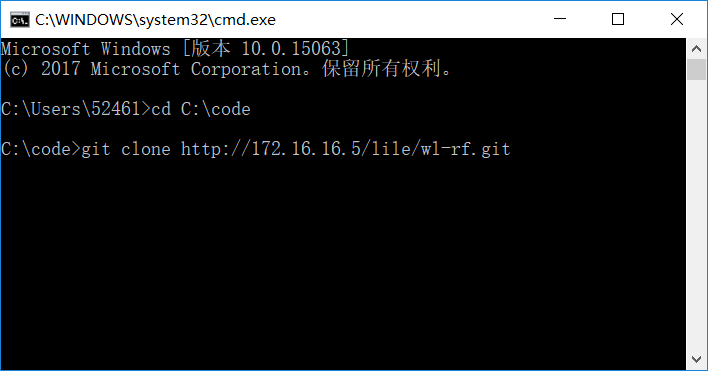 C:\WINDOWS\system32\cmd.exe
Microsoft Windows [版本 10.0.15063]
(c) 2017 Microsoft Corporation。保留所有权利。
C:\Users\52461>cd C:\code
C:\code>git clone http://172.16.16.5/lile/wl-rf.git